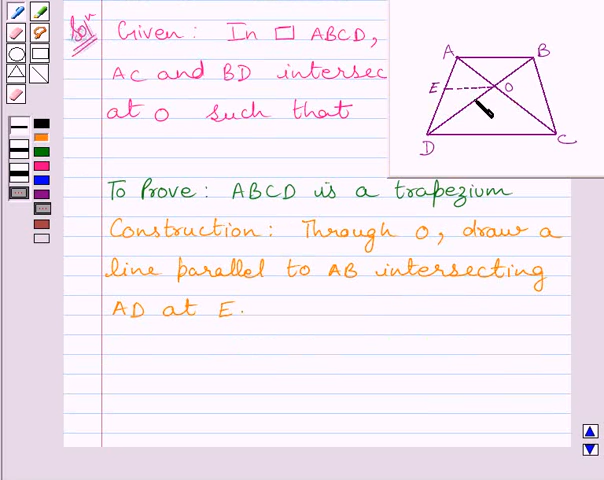 Solⁿ Given: In □ ABCD,
AC and BD intersec
at O such that
To Prove: ABCD is a trapezium
Construction: Through O, draw a
line parallel to AB intersecting
AD at E.
A B
E O
D C